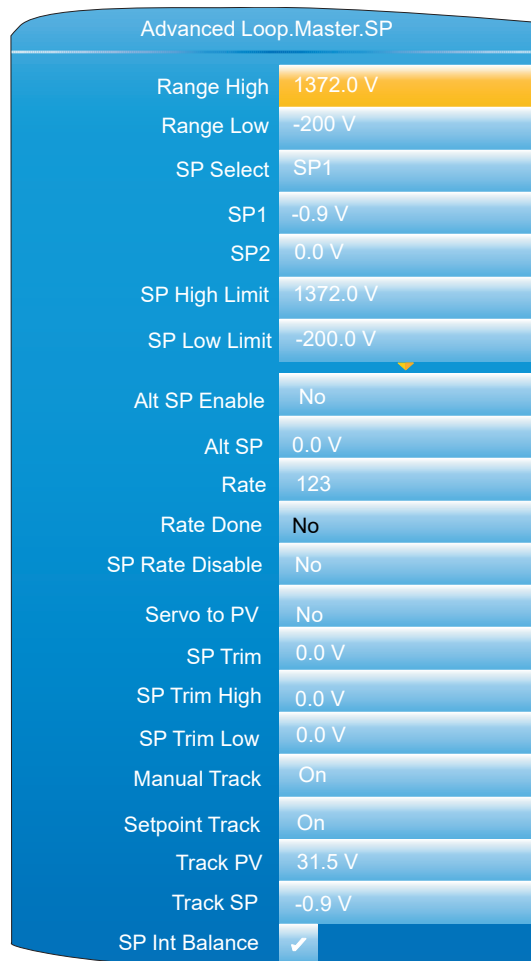 Advanced Loop.Master.SP
Range High 1372.0 V
Range Low -200 V
SP Select SP1
SP1 -0.9 V
SP2 0.0 V
SP High Limit 1372.0 V
SP Low Limit -200.0 V
Alt SP Enable No
Alt SP 0.0 V
Rate 123
Rate Done No
SP Rate Disable No
Servo to PV No
SP Trim 0.0 V
SP Trim High 0.0 V
SP Trim Low 0.0 V
Manual Track On
Setpoint Track On
Track PV 31.5 V
Track SP -0.9 V
SP Int Balance ✔